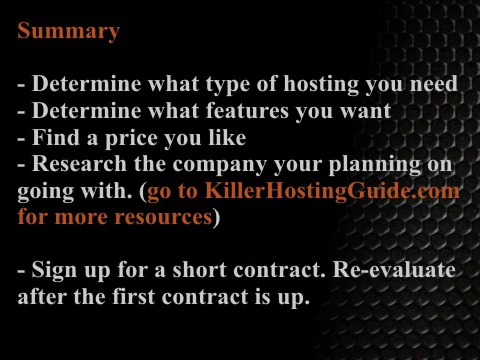 Summary
- Determine what type of hosting you need
- Determine what features you want
- Find a price you like
- Research the company your planning on
going with. (go to KillerHostingGuide.com
for more resources)
- Sign up for a short contract. Re-evaluate
after the first contract is up.